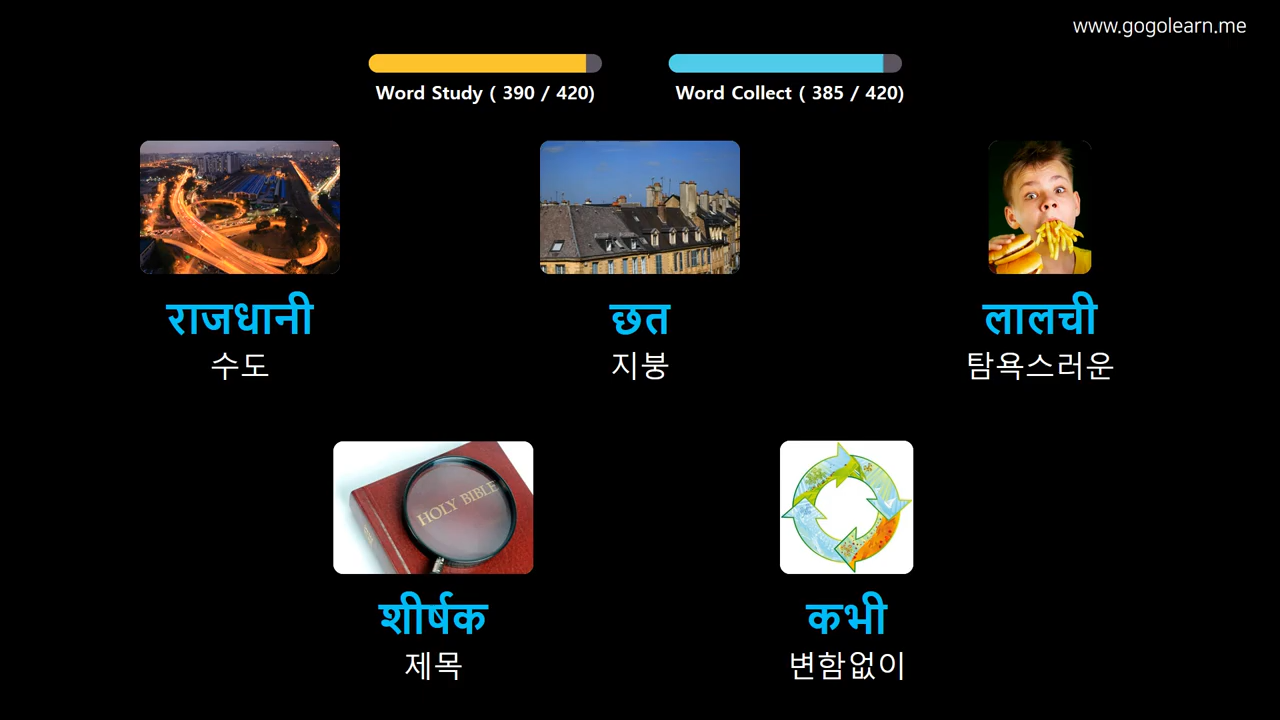 www.gogolearn.me
Word Study ( 390 / 420)
Word Collect ( 385 / 420)
राजधानी
수도
छत
지붕
लालची
탐욕스러운
HOLY BIBLE
शीर्षक
제목
कभी
변함없이